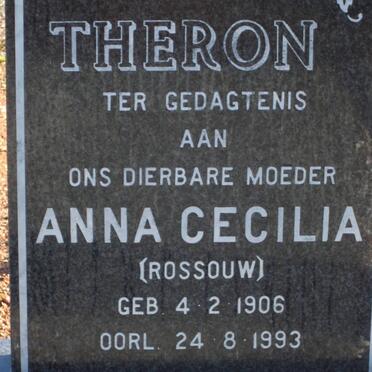 THERON
TER GEDAGTENIS
AAN
ONS DIERBARE MOEDER
ANNA CECILIA
(ROSSOUW)
GEB. 4·2·1906
OORL. 24·8·1993